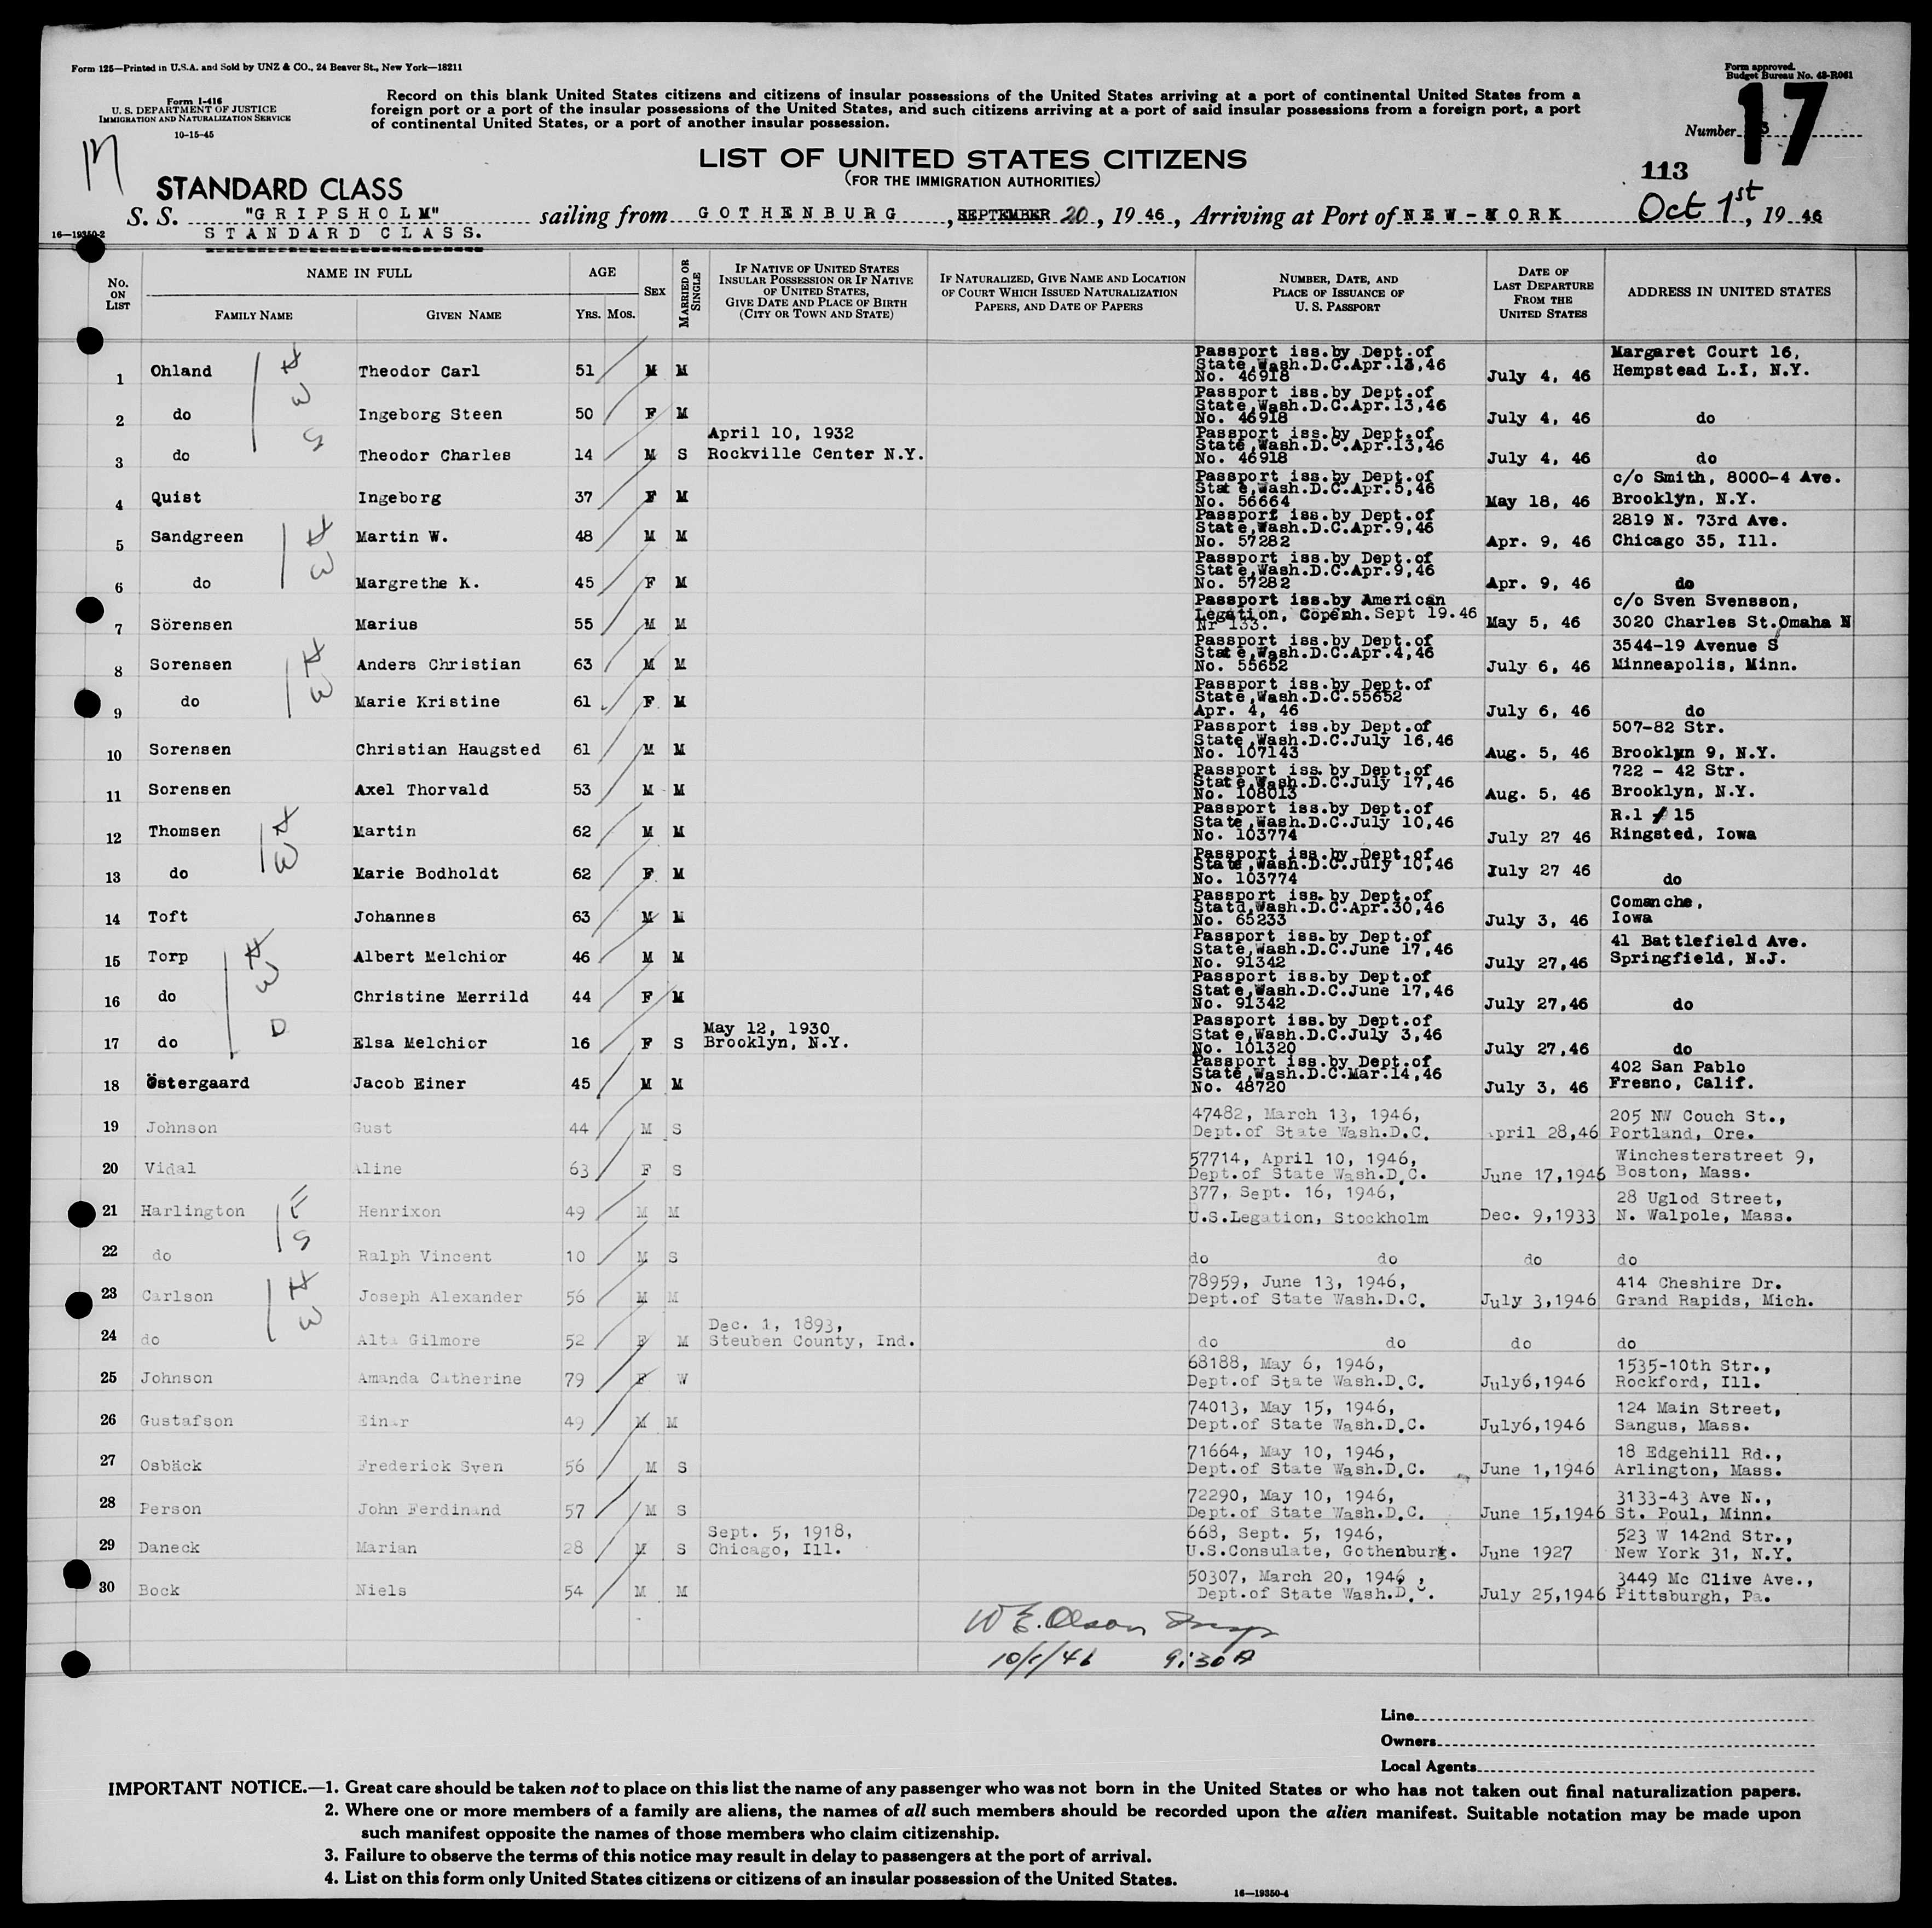 Form 125—Printed in U.S.A. and Sold by UNZ & CO., 24 Beaver St., New York—18211
Form approved.
Budget Bureau No. 43-R061
Form I-416
U. S. DEPARTMENT OF JUSTICE
IMMIGRATION AND NATURALIZATION SERVICE
10-15-45
Record on this blank United States citizens and citizens of insular possessions of the United States arriving at a port of continental United States from a
foreign port or a port of the insular possessions of the United States, and such citizens arriving at a port of said insular possessions from a foreign port, a port
of continental United States, or a port of another insular possession.
Number 17
17
LIST OF UNITED STATES CITIZENS
(FOR THE IMMIGRATION AUTHORITIES)
113
STANDARD CLASS
S. S. "GRIPSHOLM" sailing from GOTHENBURG, SEPTEMBER 20, 19 46, Arriving at Port of NEW-YORK Oct 1st, 19 46
16—19350-2
STANDARD CLASS.
No. ON LIST
NAME IN FULL
FAMILY NAME
GIVEN NAME
AGE
YRS. MOS.
SEX
MARRIED OR SINGLE
IF NATIVE OF UNITED STATES INSULAR POSSESSION OR IF NATIVE OF UNITED STATES, GIVE DATE AND PLACE OF BIRTH (CITY OR TOWN AND STATE)
IF NATURALIZED, GIVE NAME AND LOCATION OF COURT WHICH ISSUED NATURALIZATION PAPERS, AND DATE OF PAPERS
NUMBER, DATE, AND PLACE OF ISSUANCE OF U. S. PASSPORT
DATE OF LAST DEPARTURE FROM THE UNITED STATES
ADDRESS IN UNITED STATES
1 Ohland H Theodor Carl 51 M M Passport iss.by Dept.of State,Wash.D.C.Apr.13,46 No. 46918 July 4, 46 Margaret Court 16, Hempstead L.I, N.Y.
2 do W Ingeborg Steen 50 F M Passport iss.by Dept.of State,Wash.D.C.Apr.13,46 No. 46918 July 4, 46 do
3 do S Theodor Charles 14 M S April 10, 1932 Rockville Center N.Y. Passport iss.by Dept.of State,Wash.D.C.Apr.13,46 No. 46918 July 4, 46 do
4 Quist Ingeborg 37 F M Passport iss.by Dept.of State,Wash.D.C.Apr.5,46 No. 56664 May 18, 46 c/o Smith, 8000-4 Ave. Brooklyn, N.Y.
5 Sandgreen H Martin W. 48 M M Passport iss.by Dept.of State,Wash.D.C.Apr.9,46 No. 57282 Apr. 9, 46 2819 N. 73rd Ave. Chicago 35, Ill.
6 do W Margrethe K. 45 F M Passport iss.by Dept.of State,Wash.D.C.Apr.9,46 No. 57282 Apr. 9, 46 do
7 Sörensen Marius 55 M M Passport iss.by American Legation, Copenh. Sept 19.46 Nr 133. May 5, 46 c/o Sven Svensson, 3020 Charles St.Omaha N
8 Sorensen H Anders Christian 63 M M Passport iss.by Dept.of State,Wash.D.C.Apr.4,46 No. 55652 July 6, 46 3544-19 Avenue S Minneapolis, Minn.
9 do W Marie Kristine 61 F M Passport iss.by Dept.of State,Wash.D.C.55652 Apr. 4, 46 July 6, 46 do
10 Sorensen Christian Haugsted 61 M M Passport iss.by Dept.of State,Wash.D.C.July 16,46 No. 107143 Aug. 5, 46 507-82 Str. Brooklyn 9, N.Y.
11 Sorensen Axel Thorvald 53 M M Passport iss.by Dept.of State,Wash.D.C.July 17,46 No. 108013 Aug. 5, 46 722 - 42 Str. Brooklyn, N.Y.
12 Thomsen H Martin 62 M M Passport iss.by Dept.of State,Wash.D.C.July 10,46 No. 103774 July 27 46 R.1 15 Ringsted, Iowa
13 do W Marie Bodholdt 62 F M Passport iss.by Dept.of State,Wash.D.C.July 10,46 No. 103774 July 27 46 do
14 Toft Johannes 63 M M Passport iss.by Dept.of Statd,Wash.D.C.Apr.30,46 No. 65233 July 3, 46 Comanche, Iowa
15 Torp H Albert Melchior 46 M M Passport iss.by Dept.of State,Wash.D.C.June 17,46 No. 91342 July 27,46 41 Battlefield Ave. Springfield, N.J.
16 do W Christine Merrild 44 F M Passport iss.by Dept.of State,Wash.D.C.June 17,46 No. 91342 July 27,46 do
17 do D Elsa Melchior 16 F S May 12, 1930 Brooklyn, N.Y. Passport iss.by Dept.of State,Wash.D.C.July 3,46 No. 101320 July 27,46 do
18 Östergaard Jacob Einer 45 M M Passport iss.by Dept.of State,Wash.D.C.Mar.14,46 No. 48720 July 3, 46 402 San Pablo Fresno, Calif.
19 Johnson Gust 44 M S 47482, March 13, 1946, Dept.of State Wash.D.C. April 28,46 205 NW Couch St., Portland, Ore.
20 Vidal Aline 63 F S 57714, April 10, 1946, Dept.of State Wash.D.C. June 17,1946 Winchesterstreet 9, Boston, Mass.
21 Harlington F Henrixon 49 M M 377, Sept. 16, 1946, U.S.Legation, Stockholm Dec. 9,1933 28 Uglod Street, N. Walpole, Mass.
22 do S Ralph Vincent 10 M S do do do do
23 Carlson H Joseph Alexander 56 M M 78959, June 13, 1946, Dept.of State Wash.D.C. July 3,1946 414 Cheshire Dr. Grand Rapids, Mich.
24 do W Alta Gilmore 52 F M Dec. 1, 1893, Steuben County, Ind. do do do do
25 Johnson Amanda Catherine 79 F W 68188, May 6, 1946, Dept.of State Wash.D.C. July6,1946 1535-10th Str., Rockford, Ill.
26 Gustafson Einar 49 M M 74013, May 15, 1946, Dept.of State Wash.D.C. July6,1946 124 Main Street, Sangus, Mass.
27 Osbäck Frederick Sven 56 M S 71664, May 10, 1946, Dept.of State Wash.D.C. June 1,1946 18 Edgehill Rd., Arlington, Mass.
28 Person John Ferdinand 57 M S 72290, May 10, 1946, Dept.of State Wash.D.C. June 15,1946 3133-43 Ave N., St. Poul, Minn.
29 Daneck Marian 28 M S Sept. 5, 1918, Chicago, Ill. 668, Sept. 5, 1946, U.S.Consulate, Gothenburg. June 1927 523 W 142nd Str., New York 31, N.Y.
30 Bock Niels 54 M M 50307, March 20, 1946, Dept.of State Wash.D.C. July 25,1946 3449 Mc Clive Ave., Pittsburgh, Pa.
W E. Olson Insp
10/1/46 9:30 A
Line
Owners
Local Agents
IMPORTANT NOTICE.—1. Great care should be taken not to place on this list the name of any passenger who was not born in the United States or who has not taken out final naturalization papers.
2. Where one or more members of a family are aliens, the names of all such members should be recorded upon the alien manifest. Suitable notation may be made upon
such manifest opposite the names of those members who claim citizenship.
3. Failure to observe the terms of this notice may result in delay to passengers at the port of arrival.
4. List on this form only United States citizens or citizens of an insular possession of the United States.
16—19350-4